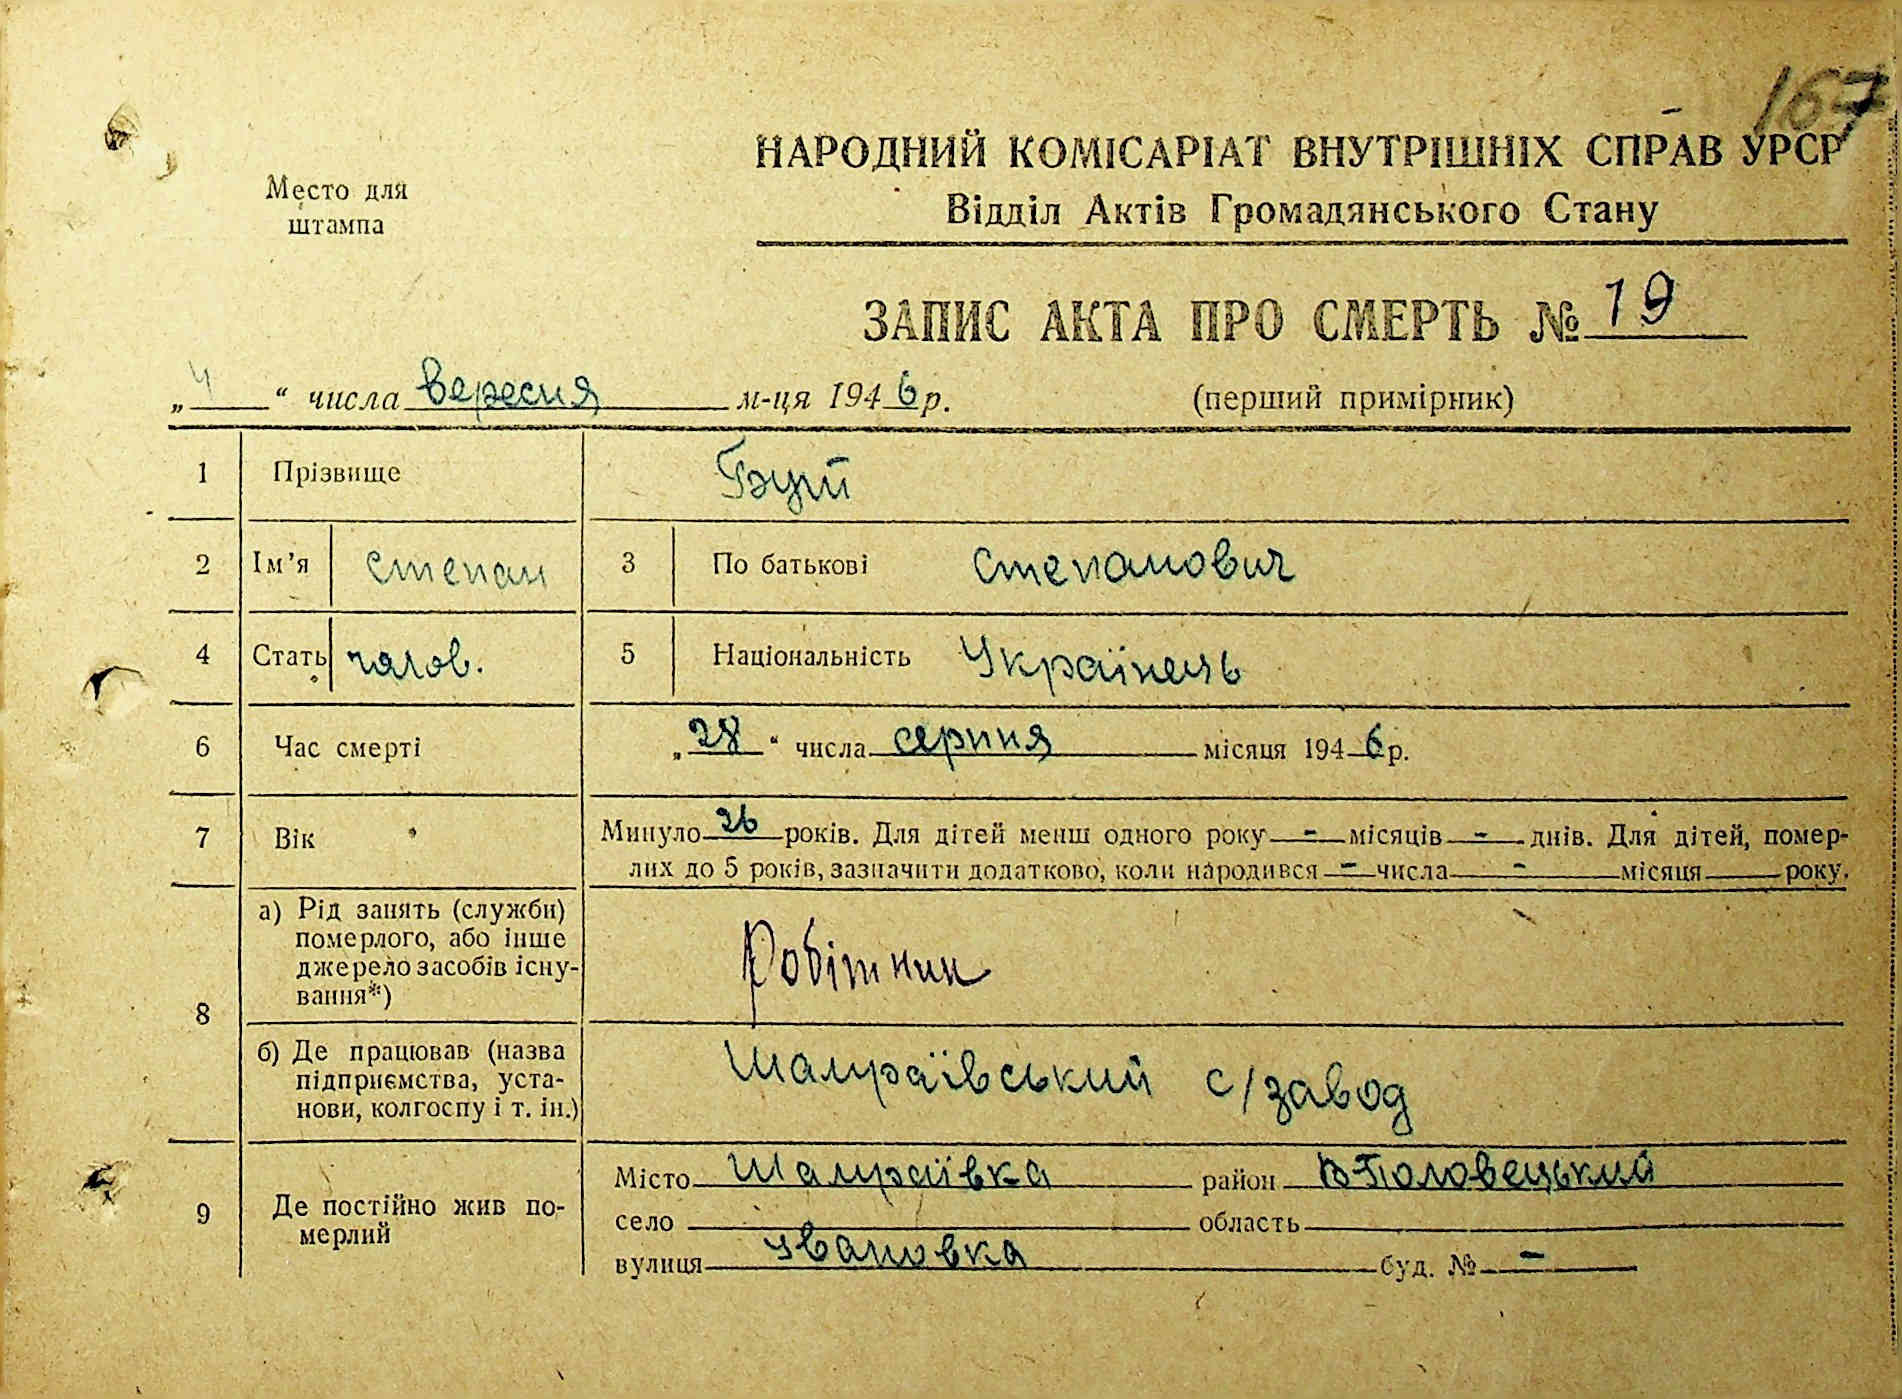 167
Место для
штампа
НАРОДНИЙ КОМІСАРІАТ ВНУТРІШНІХ СПРАВ УРСР
Відділ Актів Громадянського Стану
ЗАПИС АКТА ПРО СМЕРТЬ № 19
„ 4 “ числа вересня м-ця 1946 р. (перший примірник)
1 Прізвище
2 Ім'я степан 3 По батькові степанович
4 Стать чолов. 5 Національність Українець
6 Час смерті „28“ числа серпня місяця 1946 р.
7 Вік Минуло 26 років. Для дітей менш одного року - місяців - днів. Для дітей, помер-
лих до 5 років, зазначити додатково, коли народився - числа - місяця року.
8 а) Рід занять (служби)
померлого, або інше
джерело засобів існу-
вання*) Робітник
б) Де працював (назва
підприємства, уста-
нови, колгоспу і т. ін.) Шамраївський с/завод
9 Де постійно жив по-
мерлий
Місто Шамраївка район В-Половецький
село область
вулиця Івановка буд. № -